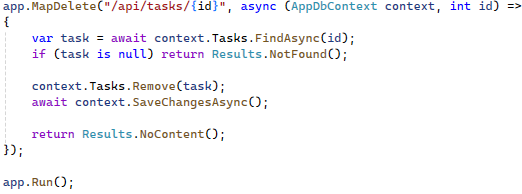 app.MapDelete("/api/tasks/{id}", async (AppDbContext context, int id) =>
{
    var task = await context.Tasks.FindAsync(id);
    if (task is null) return Results.NotFound();

    context.Tasks.Remove(task);
    await context.SaveChangesAsync();

    return Results.NoContent();
});

app.Run();